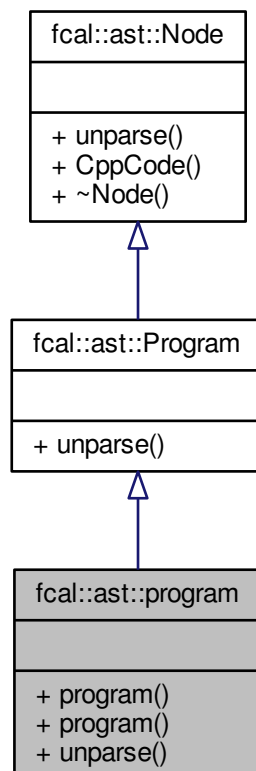 fcal::ast::Node
+ unparse()
+ CppCode()
+ ~Node()
fcal::ast::Program
+ unparse()
fcal::ast::program
+ program()
+ program()
+ unparse()